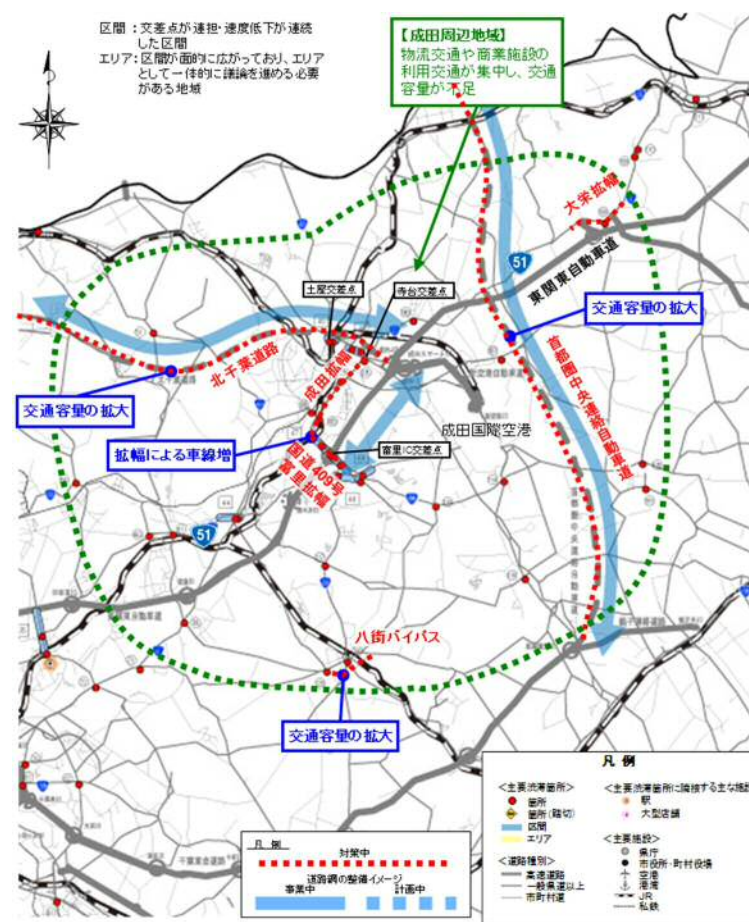 区間：交差点が連担・速度低下が連続
した区間
エリア：区間が面的に広がっており、エリア
として一体的に議論を進める必要
がある地域
【成田周辺地域】
物流交通や商業施設の
利用交通が集中し、交通
容量が不足
大栄拡幅
51
東関東自動車道
土屋交差点
寺台交差点
交通容量の拡大
北千葉道路
成田拡幅
首都圏中央連絡自動車道
交通容量の拡大
成田国際空港
拡幅による車線増
富里IC交差点
国道409号
富里拡幅
51
八街バイパス
交通容量の拡大
凡 例
対策中
道路網の整備イメージ
事業中
計画中
凡 例
<主要渋滞箇所>
箇所
箇所(踏切)
区間
エリア
<道路種別>
高速道路
一般県道以上
市町村道
<主要渋滞箇所に隣接する主な施設>
駅
大型店舗
<主要施設>
県庁
市役所・町村役場
空港
港湾
JR
私鉄